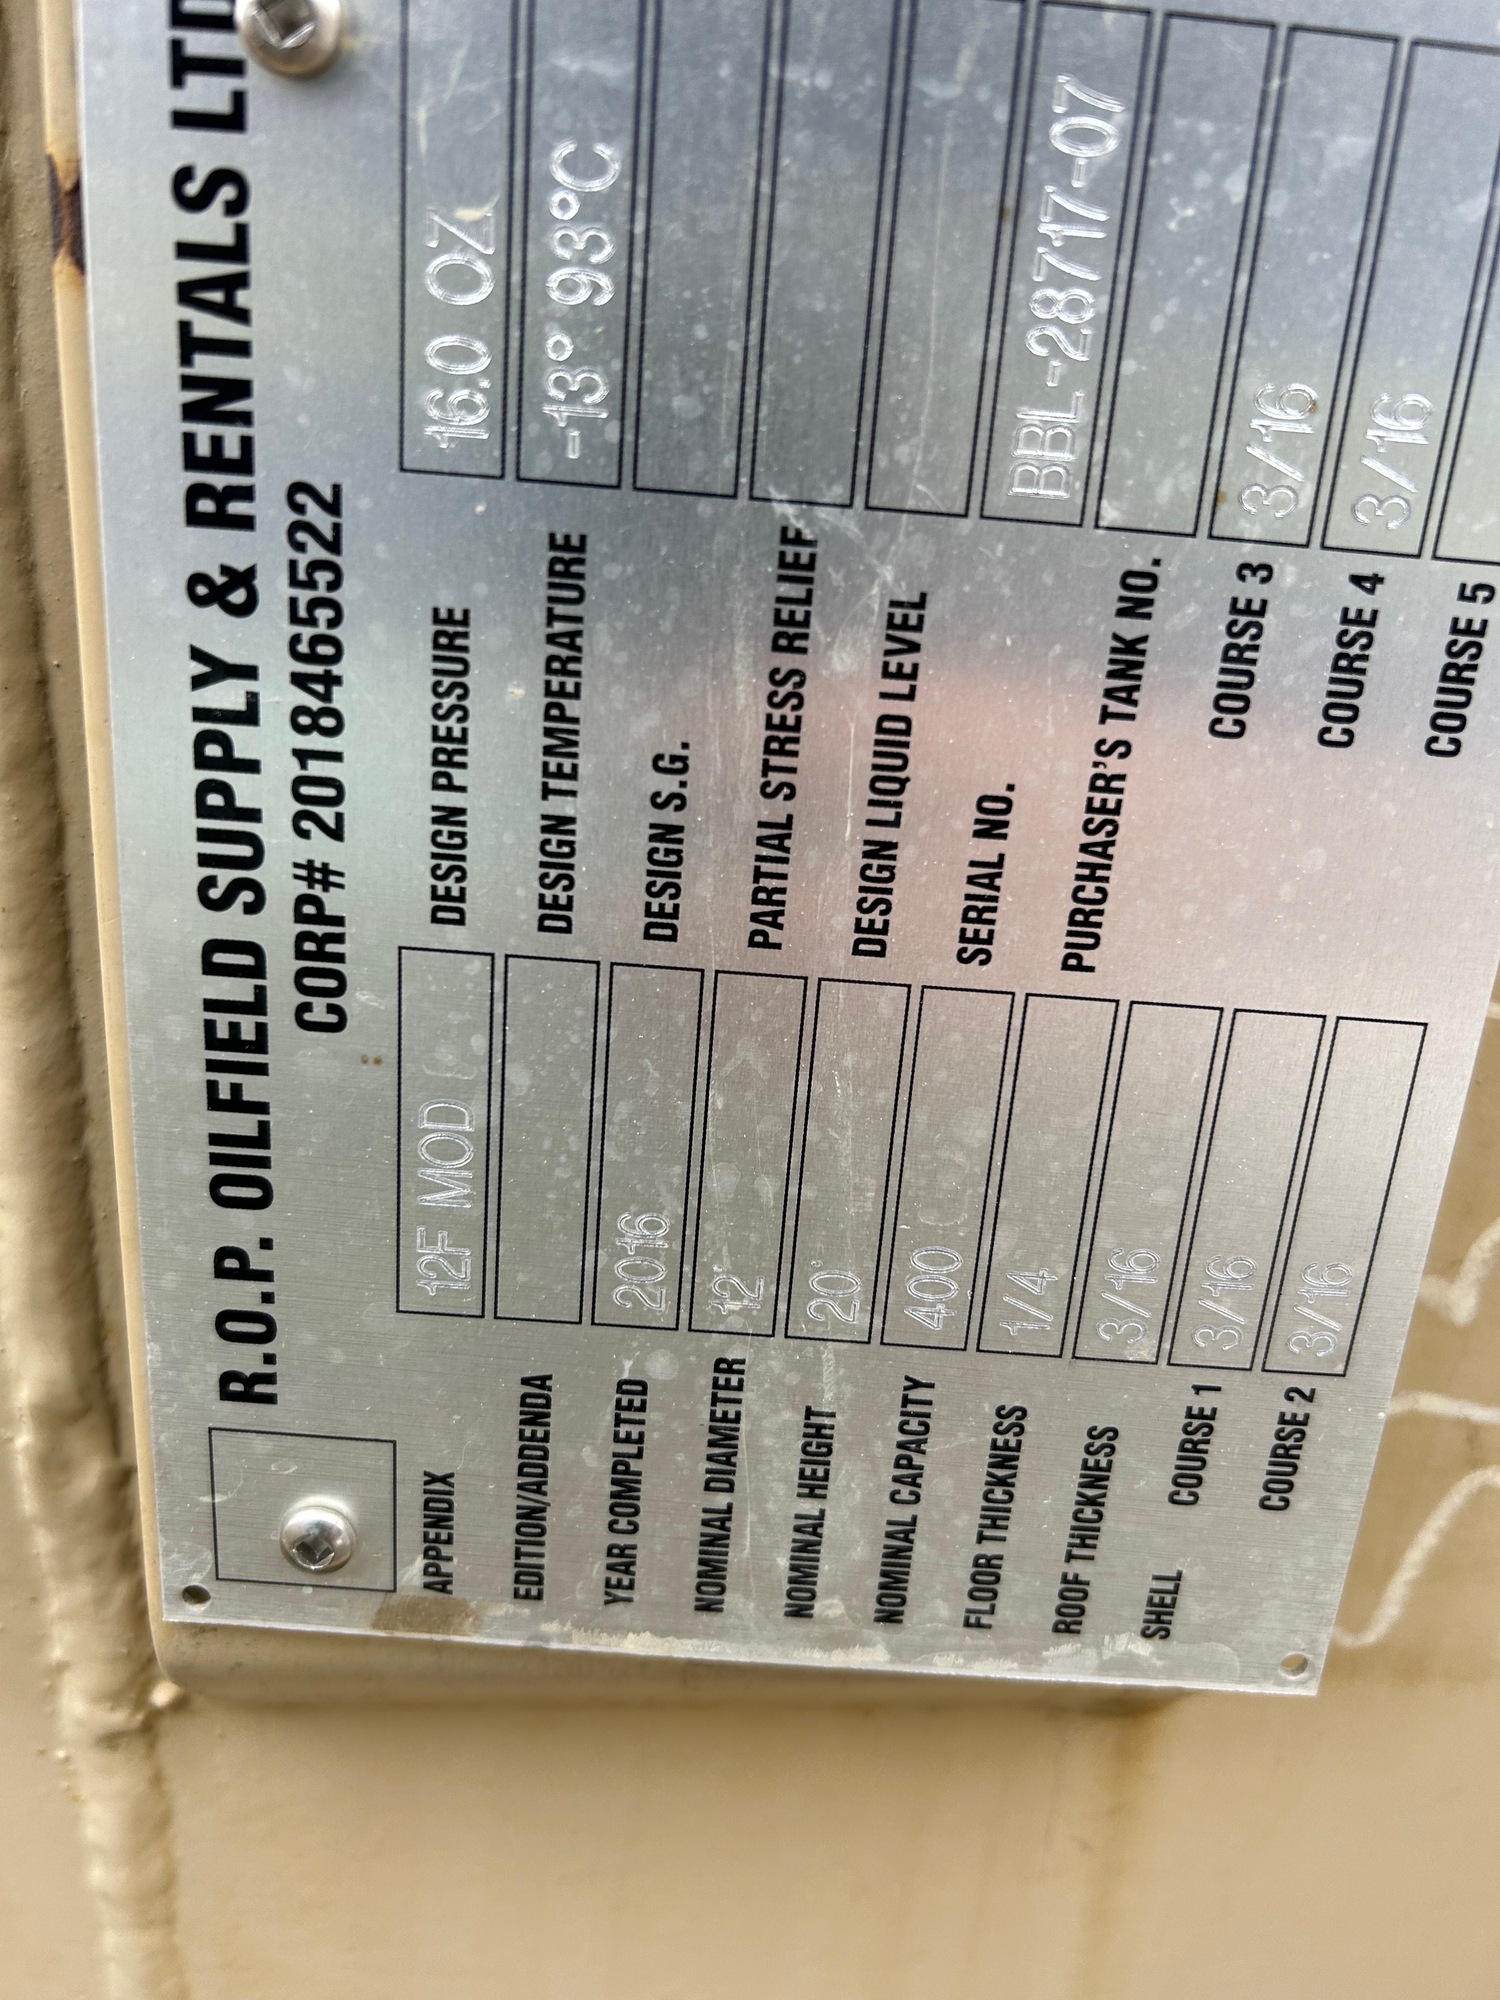 R.O.P. OILFIELD SUPPLY & RENTALS LTD
CORP# 2018465522
APPENDIX 12F MOD DESIGN PRESSURE 16.0 OZ
EDITION/ADDENDA DESIGN TEMPERATURE -13° 93°C
YEAR COMPLETED 2016 DESIGN S.G.
NOMINAL DIAMETER 12' PARTIAL STRESS RELIEF
NOMINAL HEIGHT 20' DESIGN LIQUID LEVEL
NOMINAL CAPACITY 400 SERIAL NO. BBL-28717-07
FLOOR THICKNESS 1/4 PURCHASER'S TANK NO.
ROOF THICKNESS 3/16 COURSE 3 3/16
SHELL COURSE 1 3/16 COURSE 4 3/16
COURSE 2 3/16 COURSE 5